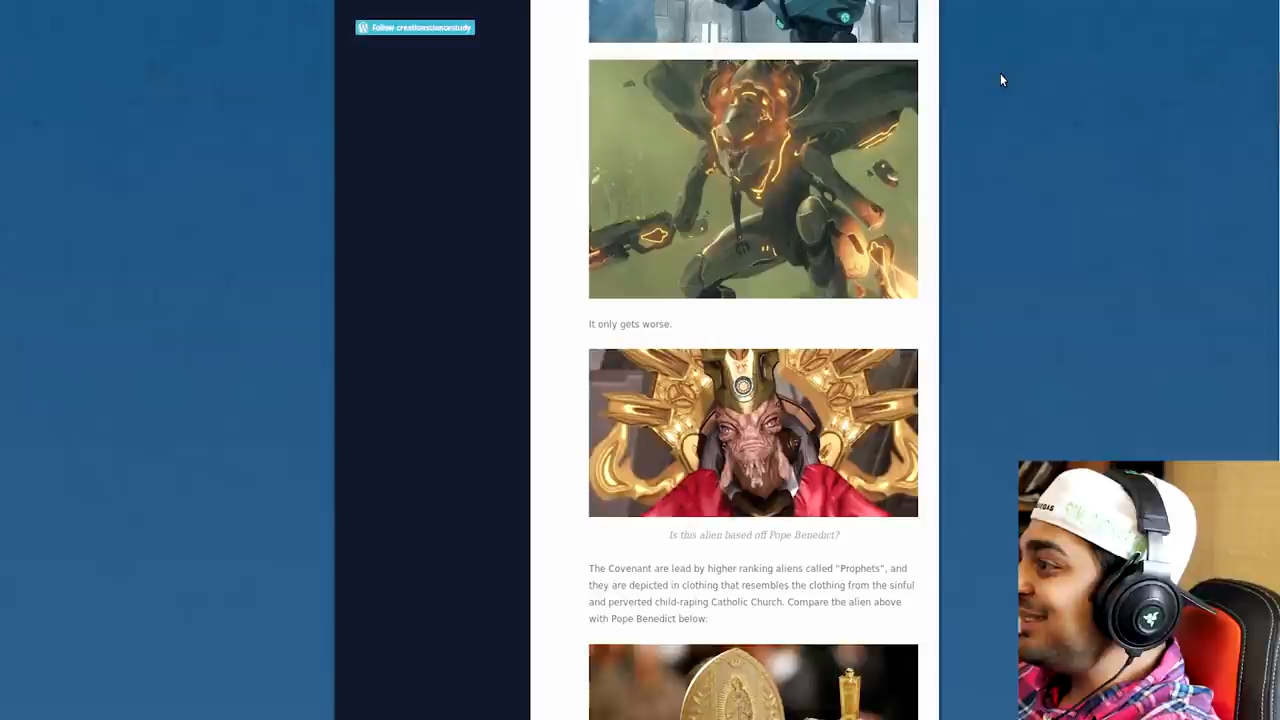 Follow creationsciencestudy
It only gets worse.
Is this alien based off Pope Benedict?
The Covenant are lead by higher ranking aliens called "Prophets", and
they are depicted in clothing that resembles the clothing from the sinful
and perverted child-raping Catholic Church. Compare the alien above
with Pope Benedict below: